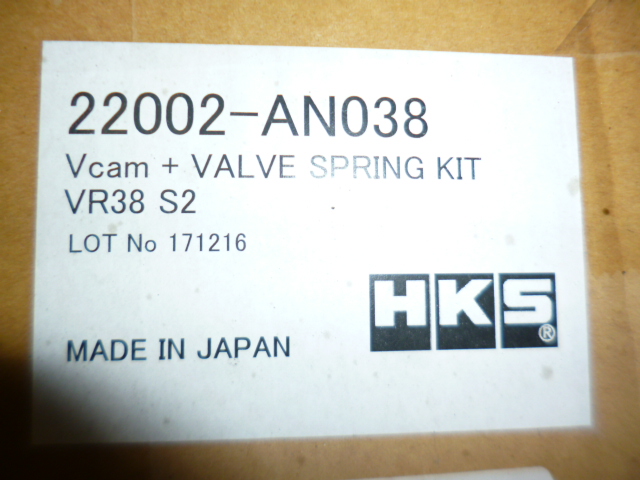 22002-AN038
Vcam + VALVE SPRING KIT
VR38 S2
LOT No 171216
HKS®
MADE IN JAPAN